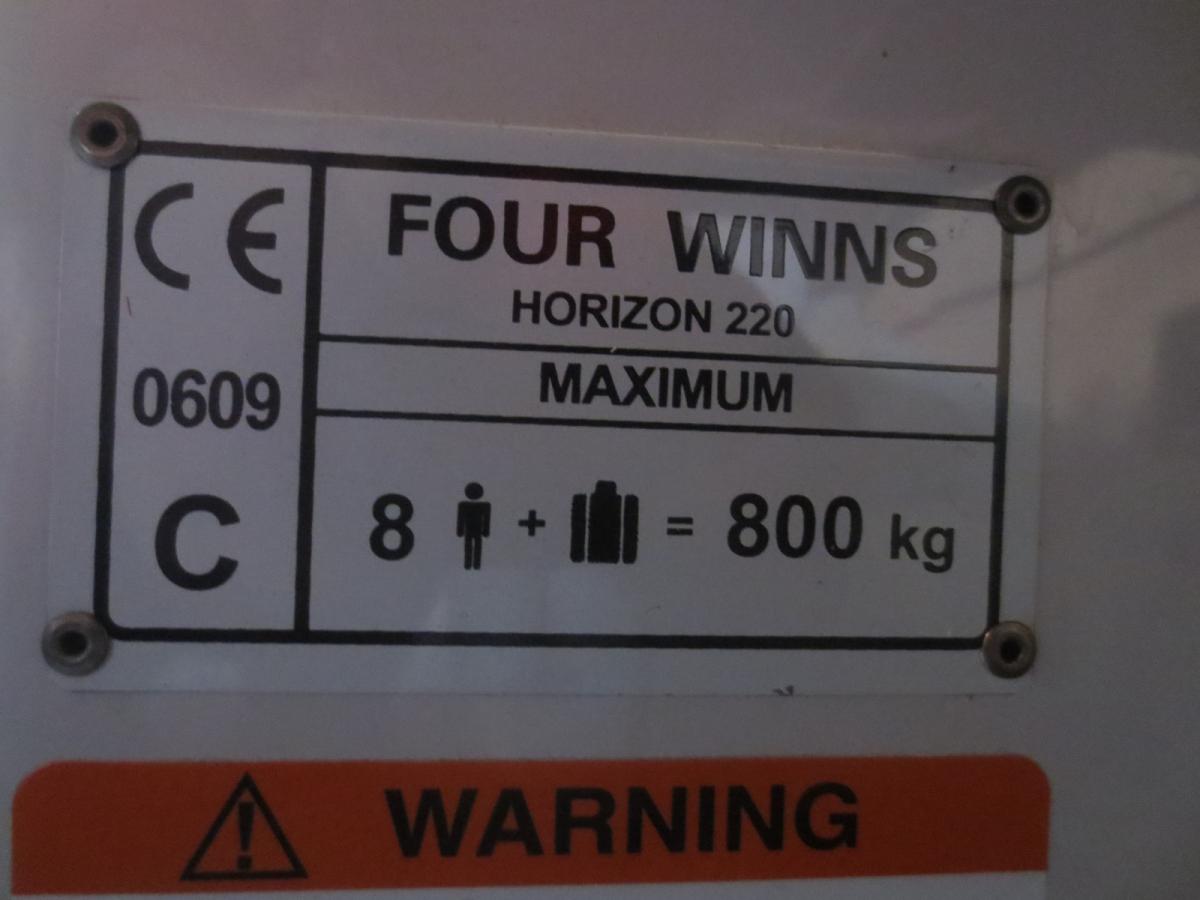 CE
0609
C
FOUR WINNS
HORIZON 220
MAXIMUM
8 + = 800 kg
WARNING